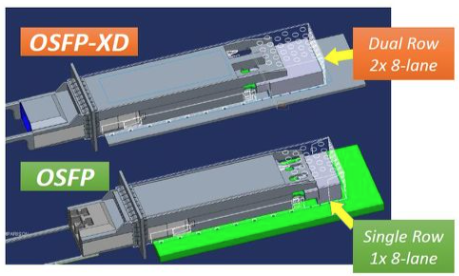 OSFP-XD
Dual Row
2x 8-lane
OSFP
Single Row
1x 8-lane